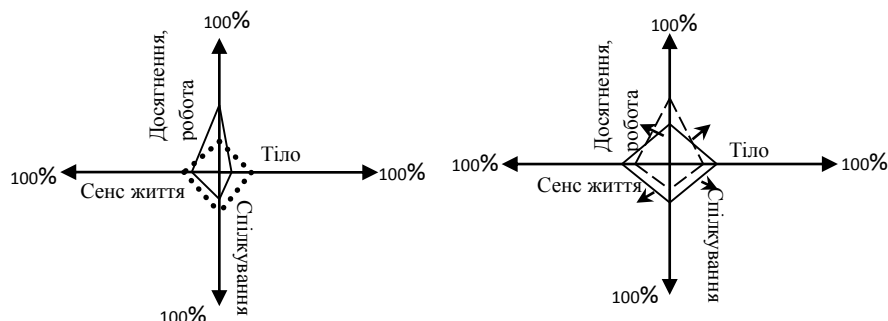 100%
Досягнення,
робота
Тіло
100%
100%
Сенс життя
Спілкування
100%
100%
Досягнення,
робота
Тіло
100%
100%
Сенс життя
Спілкування
100%